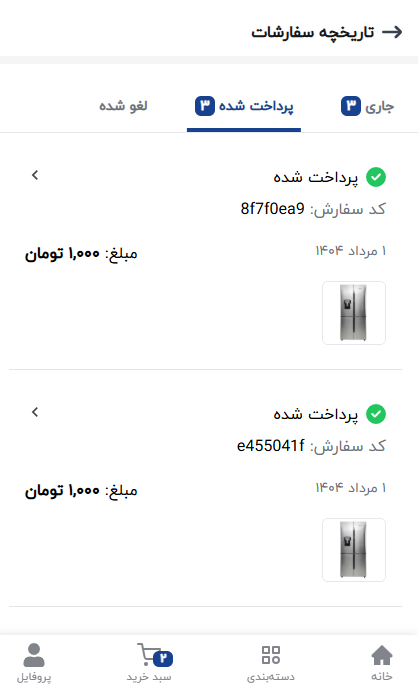 تاریخچه سفارشات
جاری ۳ پرداخت شده ۳ لغو شده
پرداخت شده
کد سفارش: 8f7f0ea9
۱ مرداد ۱۴۰۴ مبلغ: ۱,۰۰۰ تومان
پرداخت شده
کد سفارش: e455041f
۱ مرداد ۱۴۰۴ مبلغ: ۱,۰۰۰ تومان
۲
خانه دسته‌بندی سبد خرید پروفایل